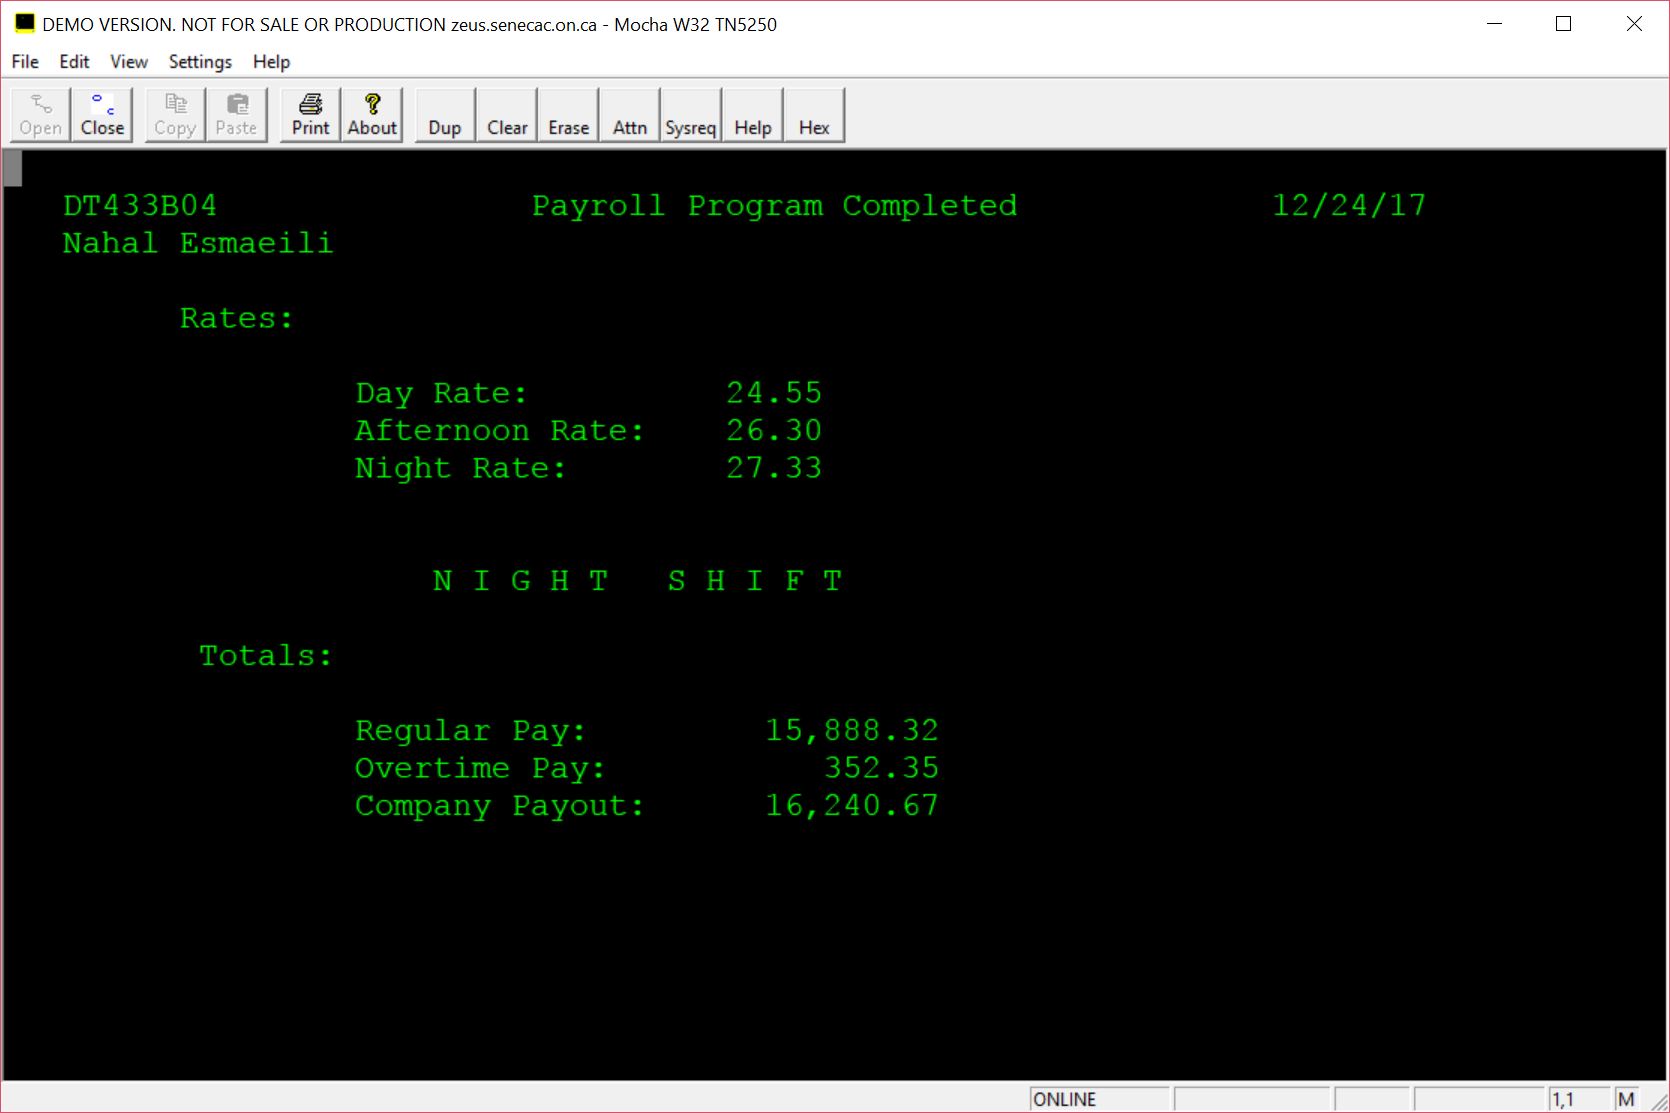 DEMO VERSION. NOT FOR SALE OR PRODUCTION zeus.senecac.on.ca - Mocha W32 TN5250
File Edit View Settings Help
Open Close Copy Paste Print About Dup Clear Erase Attn Sysreq Help Hex
DT433B04 Payroll Program Completed 12/24/17
Nahal Esmaeili
Rates:
Day Rate: 24.55
Afternoon Rate: 26.30
Night Rate: 27.33
N I G H T   S H I F T
Totals:
Regular Pay: 15,888.32
Overtime Pay: 352.35
Company Payout: 16,240.67
ONLINE 1,1 M